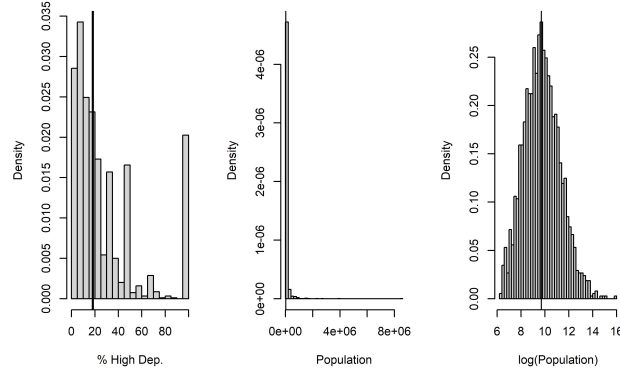 Density
0.000
0.005
0.010
0.015
0.020
0.025
0.030
0.035
0
20
40
60
80
% High Dep.
Density
0e+00
1e-06
2e-06
3e-06
4e-06
0e+00
4e+06
8e+06
Population
Density
0.00
0.05
0.10
0.15
0.20
0.25
6
8
10
12
14
16
log(Population)